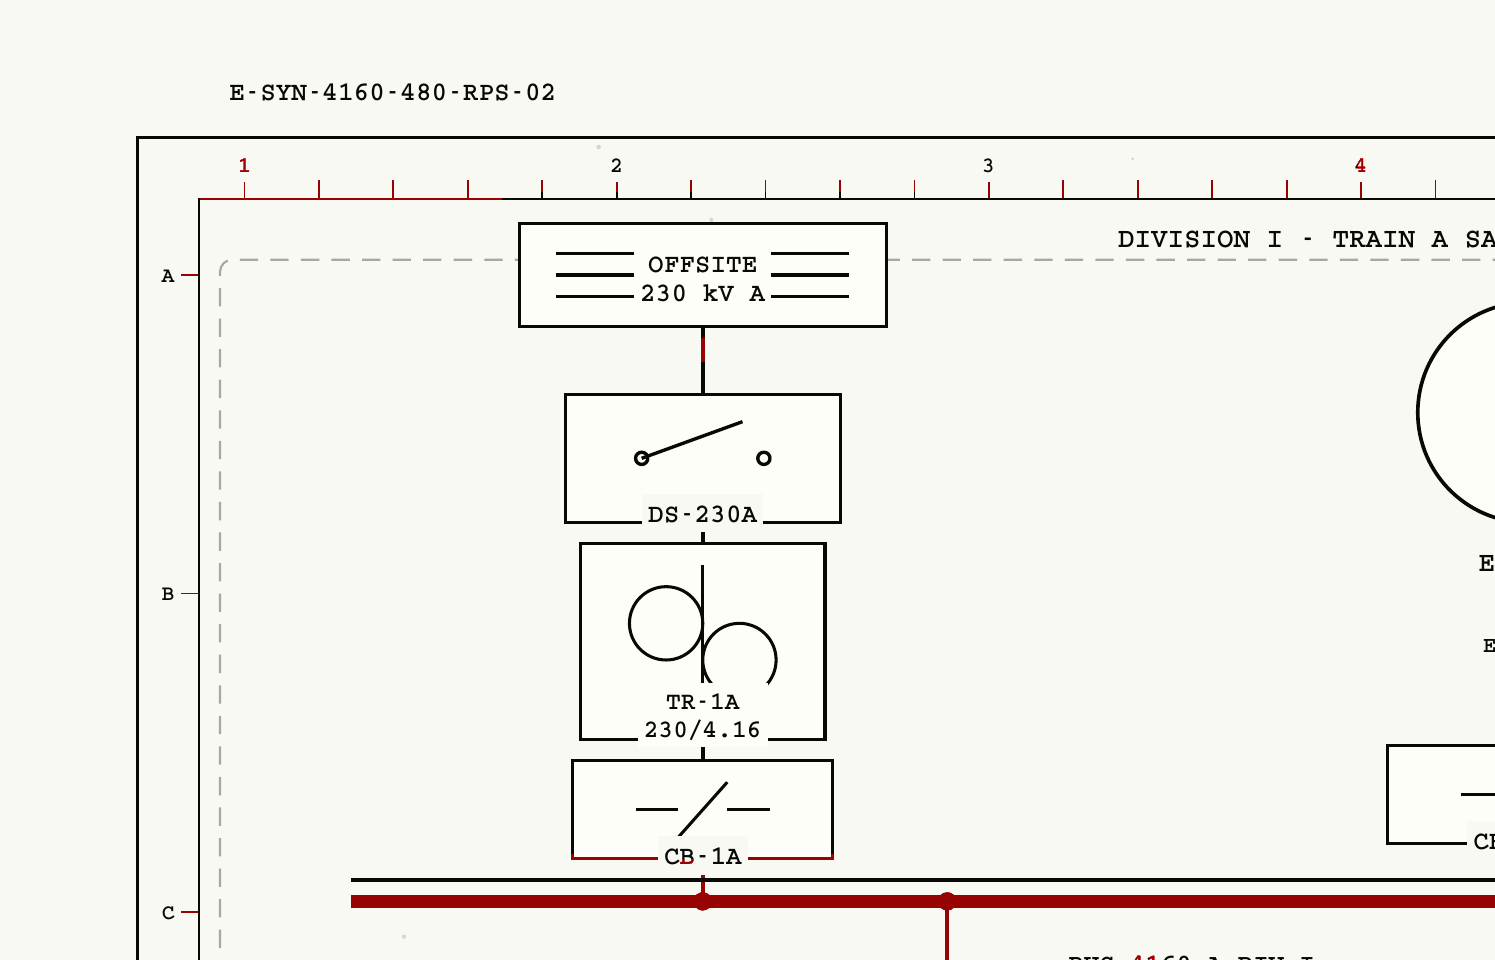 E-SYN-4160-480-RPS-02
1 2 3 4
DIVISION I - TRAIN A
A
OFFSITE
230 kV A
DS-230A
B
TR-1A
230/4.16
CB-1A
C